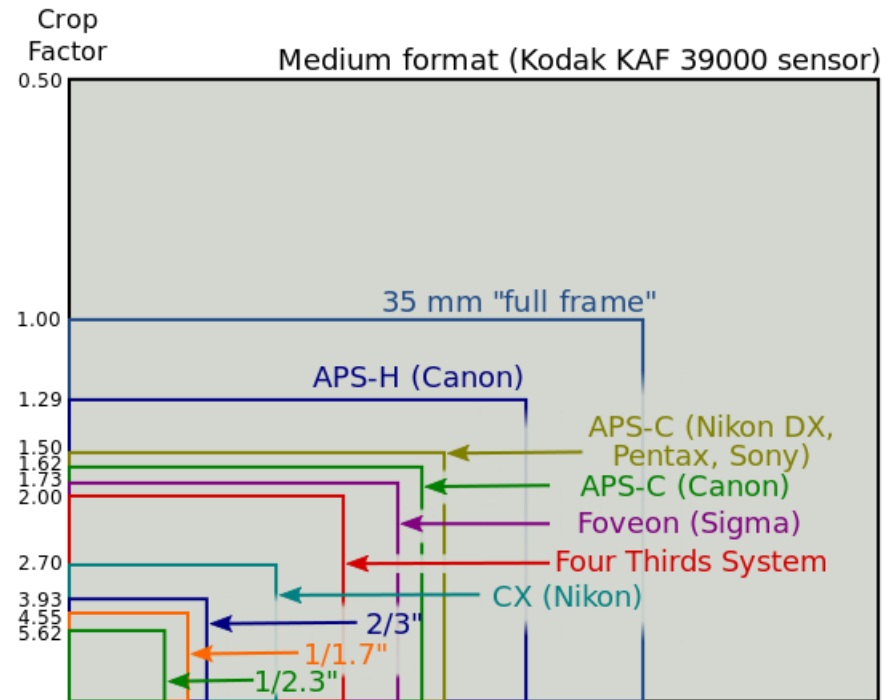 Crop
Factor
Medium format (Kodak KAF 39000 sensor)
0.50
35 mm "full frame"
1.00
APS-H (Canon)
1.29
APS-C (Nikon DX,
Pentax, Sony)
1.50
1.62
APS-C (Canon)
1.73
Foveon (Sigma)
2.00
Four Thirds System
2.70
CX (Nikon)
3.93
2/3"
4.55
1/1.7"
5.62
1/2.3"